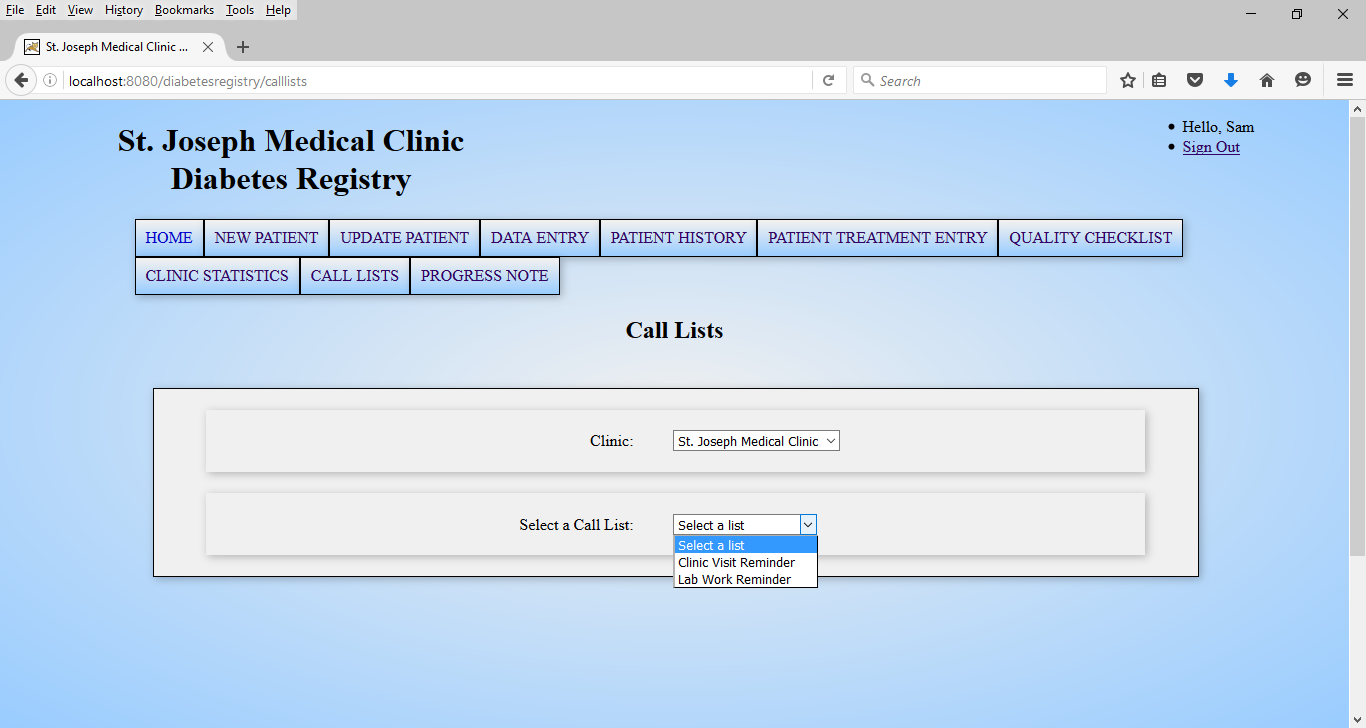 File Edit View History Bookmarks Tools Help
St. Joseph Medical Clinic ...
localhost:8080/diabetesregistry/calllists
Search
St. Joseph Medical Clinic
Diabetes Registry
Hello, Sam
Sign Out
HOME NEW PATIENT UPDATE PATIENT DATA ENTRY PATIENT HISTORY PATIENT TREATMENT ENTRY QUALITY CHECKLIST
CLINIC STATISTICS CALL LISTS PROGRESS NOTE
Call Lists
Clinic: St. Joseph Medical Clinic
Select a Call List: Select a list
Select a list
Clinic Visit Reminder
Lab Work Reminder